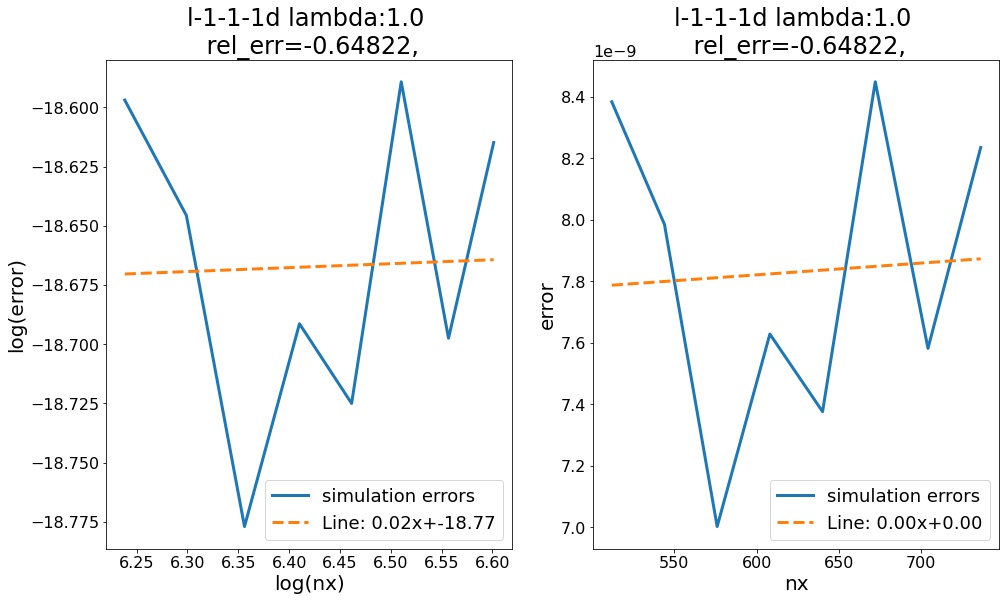 l-1-1-1d lambda:1.0
rel_err=-0.64822,
−18.600
−18.625
−18.650
−18.675
−18.700
−18.725
−18.750
−18.775
log(error)
simulation errors
Line: 0.02x+-18.77
6.25 6.30 6.35 6.40 6.45 6.50 6.55 6.60
log(nx)
l-1-1-1d lambda:1.0
rel_err=-0.64822,
1e−9
8.4
8.2
8.0
7.8
7.6
7.4
7.2
7.0
error
simulation errors
Line: 0.00x+0.00
550 600 650 700
nx